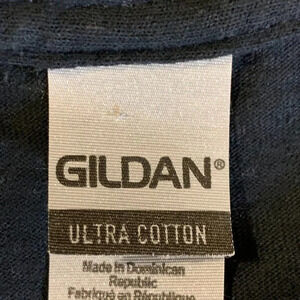 GILDAN®
ULTRA COTTON
Made in Dominican
Republic
Fabriqué en République